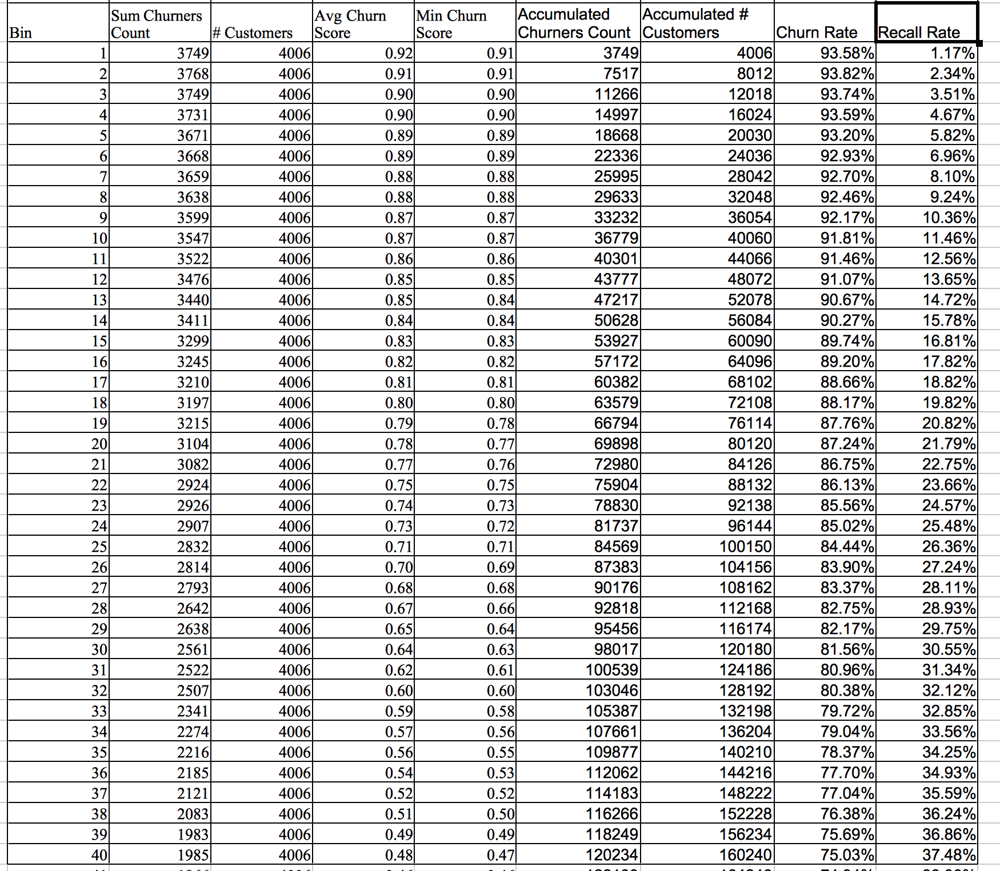 Bin Sum Churners Count # Customers Avg Churn Score Min Churn Score Accumulated Churners Count Accumulated # Customers Churn Rate Recall Rate
1 3749 4006 0.92 0.91 3749 4006 93.58% 1.17%
2 3768 4006 0.91 0.91 7517 8012 93.82% 2.34%
3 3749 4006 0.90 0.90 11266 12018 93.74% 3.51%
4 3731 4006 0.90 0.90 14997 16024 93.59% 4.67%
5 3671 4006 0.89 0.89 18668 20030 93.20% 5.82%
6 3668 4006 0.89 0.89 22336 24036 92.93% 6.96%
7 3659 4006 0.88 0.88 25995 28042 92.70% 8.10%
8 3638 4006 0.88 0.88 29633 32048 92.46% 9.24%
9 3599 4006 0.87 0.87 33232 36054 92.17% 10.36%
10 3547 4006 0.87 0.87 36779 40060 91.81% 11.46%
11 3522 4006 0.86 0.86 40301 44066 91.46% 12.56%
12 3476 4006 0.85 0.85 43777 48072 91.07% 13.65%
13 3440 4006 0.85 0.84 47217 52078 90.67% 14.72%
14 3411 4006 0.84 0.84 50628 56084 90.27% 15.78%
15 3299 4006 0.83 0.83 53927 60090 89.74% 16.81%
16 3245 4006 0.82 0.82 57172 64096 89.20% 17.82%
17 3210 4006 0.81 0.81 60382 68102 88.66% 18.82%
18 3197 4006 0.80 0.80 63579 72108 88.17% 19.82%
19 3215 4006 0.79 0.78 66794 76114 87.76% 20.82%
20 3104 4006 0.78 0.77 69898 80120 87.24% 21.79%
21 3082 4006 0.77 0.76 72980 84126 86.75% 22.75%
22 2924 4006 0.75 0.75 75904 88132 86.13% 23.66%
23 2926 4006 0.74 0.73 78830 92138 85.56% 24.57%
24 2907 4006 0.73 0.72 81737 96144 85.02% 25.48%
25 2832 4006 0.71 0.71 84569 100150 84.44% 26.36%
26 2814 4006 0.70 0.69 87383 104156 83.90% 27.24%
27 2793 4006 0.68 0.68 90176 108162 83.37% 28.11%
28 2642 4006 0.67 0.66 92818 112168 82.75% 28.93%
29 2638 4006 0.65 0.64 95456 116174 82.17% 29.75%
30 2561 4006 0.64 0.63 98017 120180 81.56% 30.55%
31 2522 4006 0.62 0.61 100539 124186 80.96% 31.34%
32 2507 4006 0.60 0.60 103046 128192 80.38% 32.12%
33 2341 4006 0.59 0.58 105387 132198 79.72% 32.85%
34 2274 4006 0.57 0.56 107661 136204 79.04% 33.56%
35 2216 4006 0.56 0.55 109877 140210 78.37% 34.25%
36 2185 4006 0.54 0.53 112062 144216 77.70% 34.93%
37 2121 4006 0.52 0.52 114183 148222 77.04% 35.59%
38 2083 4006 0.51 0.50 116266 152228 76.38% 36.24%
39 1983 4006 0.49 0.49 118249 156234 75.69% 36.86%
40 1985 4006 0.48 0.47 120234 160240 75.03% 37.48%